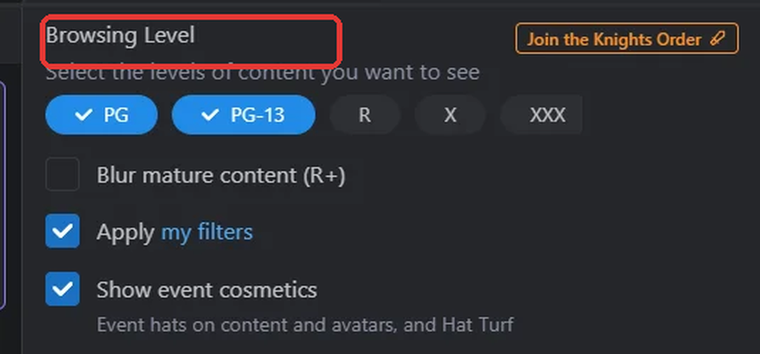 Browsing Level
Join the Knights Order
Select the levels of content you want to see
PG
PG-13
R
X
XXX
Blur mature content (R+)
Apply my filters
Show event cosmetics
Event hats on content and avatars, and Hat Turf